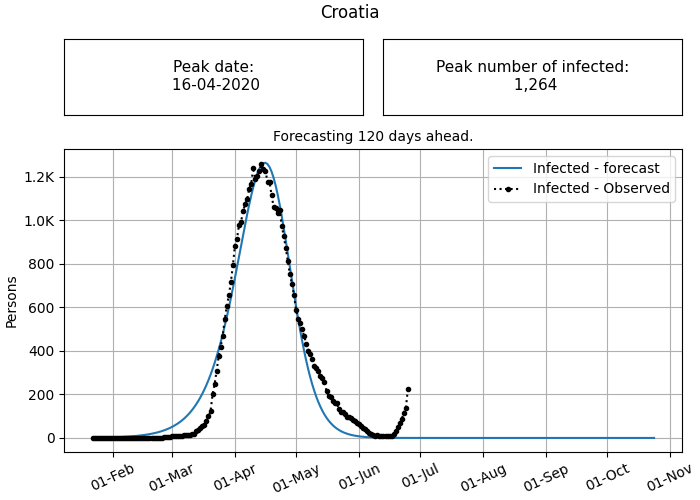 Croatia
Peak date:
16-04-2020
Peak number of infected:
1,264
Forecasting 120 days ahead.
Infected - forecast
Infected - Observed
Persons
1.2K
1.0K
800
600
400
200
0
01-Feb
01-Mar
01-Apr
01-May
01-Jun
01-Jul
01-Aug
01-Sep
01-Oct
01-Nov